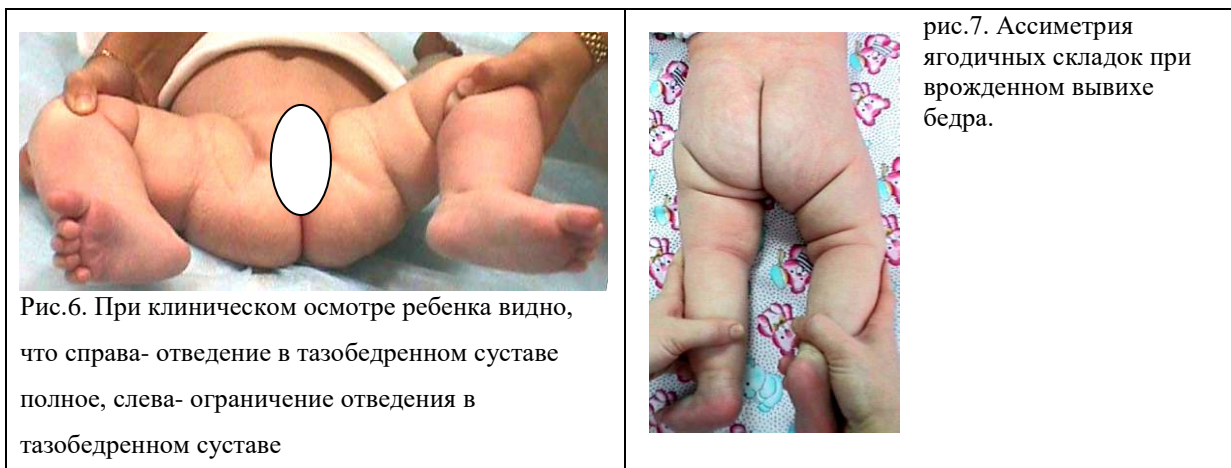 Рис.6. При клиническом осмотре ребенка видно,
что справа- отведение в тазобедренном суставе
полное, слева- ограничение отведения в
тазобедренном суставе
рис.7. Ассиметрия
ягодичных складок при
врожденном вывихе
бедра.